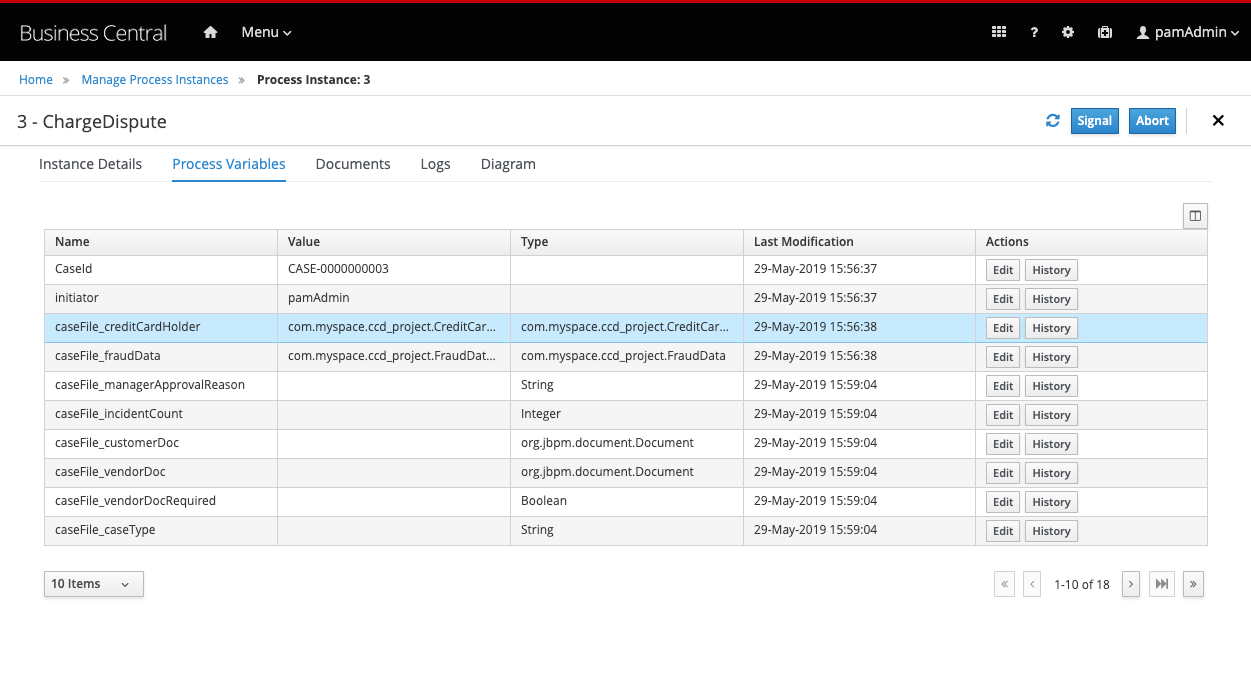 Business Central Menu ? pamAdmin
Home » Manage Process Instances » Process Instance: 3
3 - ChargeDispute Signal Abort
Instance Details Process Variables Documents Logs Diagram
Name Value Type Last Modification Actions
CaseId CASE-0000000003 29-May-2019 15:56:37 Edit History
initiator pamAdmin 29-May-2019 15:56:37 Edit History
caseFile_creditCardHolder com.myspace.ccd_project.CreditCar... com.myspace.ccd_project.CreditCar... 29-May-2019 15:56:38 Edit History
caseFile_fraudData com.myspace.ccd_project.FraudDat... com.myspace.ccd_project.FraudData 29-May-2019 15:56:38 Edit History
caseFile_managerApprovalReason String 29-May-2019 15:59:04 Edit History
caseFile_incidentCount Integer 29-May-2019 15:59:04 Edit History
caseFile_customerDoc org.jbpm.document.Document 29-May-2019 15:59:04 Edit History
caseFile_vendorDoc org.jbpm.document.Document 29-May-2019 15:59:04 Edit History
caseFile_vendorDocRequired Boolean 29-May-2019 15:59:04 Edit History
caseFile_caseType String 29-May-2019 15:59:04 Edit History
10 Items « ‹ 1-10 of 18 › »